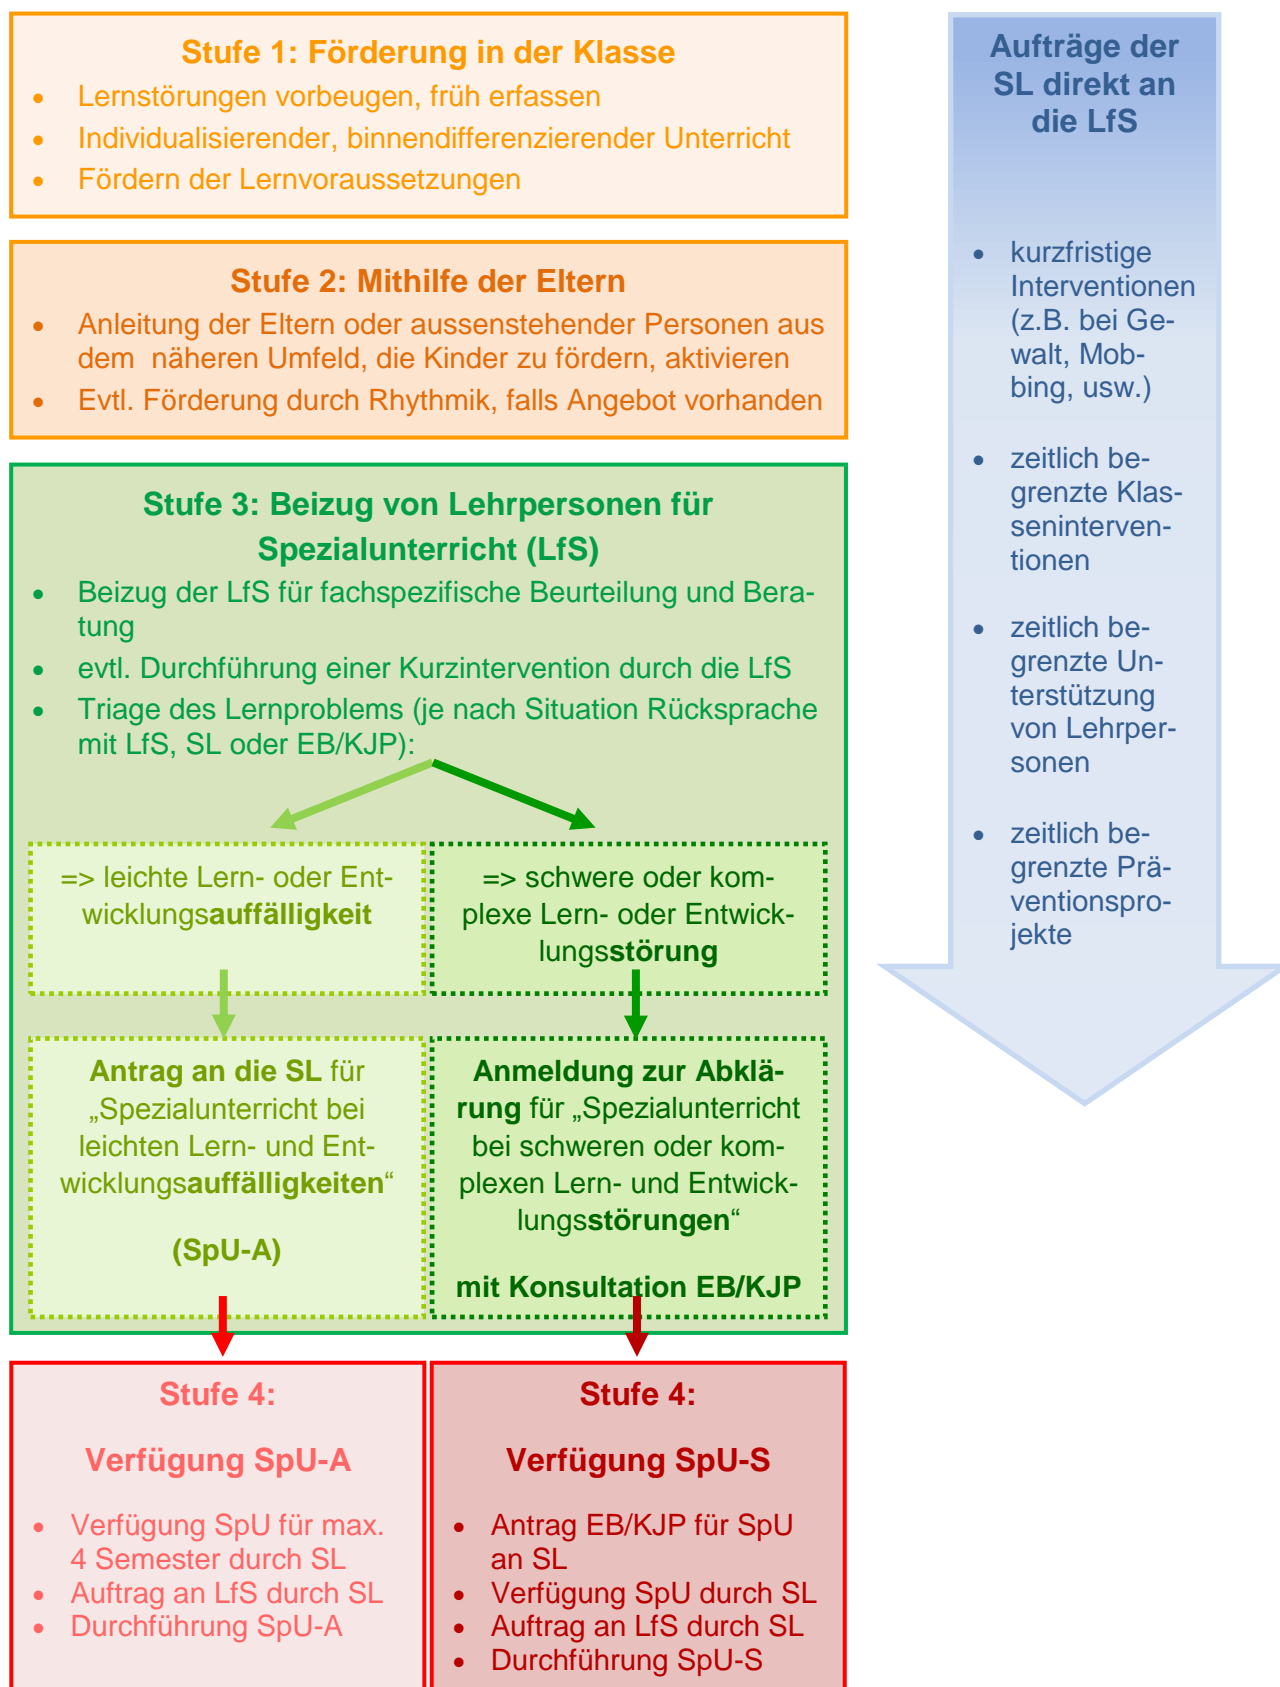 Stufe 1: Förderung in der Klasse
• Lernstörungen vorbeugen, früh erfassen
• Individualisierender, binnendifferenzierender Unterricht
• Fördern der Lernvoraussetzungen
Stufe 2: Mithilfe der Eltern
• Anleitung der Eltern oder aussenstehender Personen aus
dem näheren Umfeld, die Kinder zu fördern, aktivieren
• Evtl. Förderung durch Rhythmik, falls Angebot vorhanden
Stufe 3: Beizug von Lehrpersonen für
Spezialunterricht (LfS)
• Beizug der LfS für fachspezifische Beurteilung und Bera-
tung
• evtl. Durchführung einer Kurzintervention durch die LfS
• Triage des Lernproblems (je nach Situation Rücksprache
mit LfS, SL oder EB/KJP):
=> leichte Lern- oder Ent-
wicklungsauffälligkeit
=> schwere oder kom-
plexe Lern- oder Entwick-
lungsstörung
Antrag an die SL für
„Spezialunterricht bei
leichten Lern- und Ent-
wicklungsauffälligkeiten“
(SpU-A)
Anmeldung zur Abklä-
rung für „Spezialunterricht
bei schweren oder kom-
plexen Lern- und Entwick-
lungsstörungen“
mit Konsultation EB/KJP
Stufe 4:
Verfügung SpU-A
• Verfügung SpU für max.
4 Semester durch SL
• Auftrag an LfS durch SL
• Durchführung SpU-A
Stufe 4:
Verfügung SpU-S
• Antrag EB/KJP für SpU
an SL
• Verfügung SpU durch SL
• Auftrag an LfS durch SL
• Durchführung SpU-S
Aufträge der
SL direkt an
die LfS
• kurzfristige
Interventionen
(z.B. bei Ge-
walt, Mob-
bing, usw.)
• zeitlich be-
grenzte Klas-
seninterven-
tionen
• zeitlich be-
grenzte Un-
terstützung
von Lehrper-
sonen
• zeitlich be-
grenzte Prä-
ventionspro-
jekte